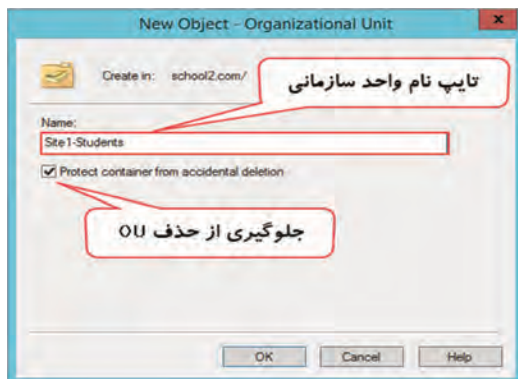 New Object - Organizational Unit
x
Create in: school2.com/
تایپ نام واحد سازمانی
Name:
Site1-Students
Protect container from accidental deletion
جلوگیری از حذف OU
OK
Cancel
Help